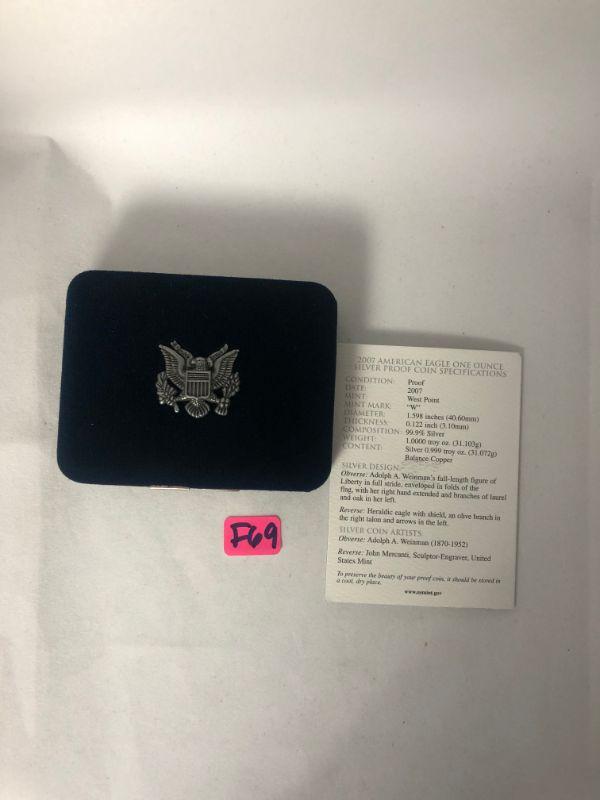 F69
2007 AMERICAN EAGLE ONE OUNCE
SILVER PROOF COIN SPECIFICATIONS
CONDITION: Proof
DATE: 2007
MINT: West Point
MINT MARK: "W"
DIAMETER: 1.598 inches (40.60mm)
THICKNESS: 0.122 inch (3.10mm)
COMPOSITION: 99.9% Silver
WEIGHT: 1.0000 troy oz. (31.103g)
CONTENT: Silver 0.999 troy oz. (31.072g)
Balance Copper
SILVER DESIGN:
Obverse: Adolph A. Weinman's full-length figure of
Liberty in full stride, enveloped in folds of the
flag, with her right hand extended and branches of laurel
and oak in her left.
Reverse: Heraldic eagle with shield, an olive branch in
the right talon and arrows in the left.
SILVER COIN ARTISTS:
Obverse: Adolph A. Weinman (1870-1952)
Reverse: John Mercanti, Sculptor-Engraver, United
States Mint
To preserve the beauty of your proof coin, it should be stored in
a cool, dry place.
www.usmint.gov